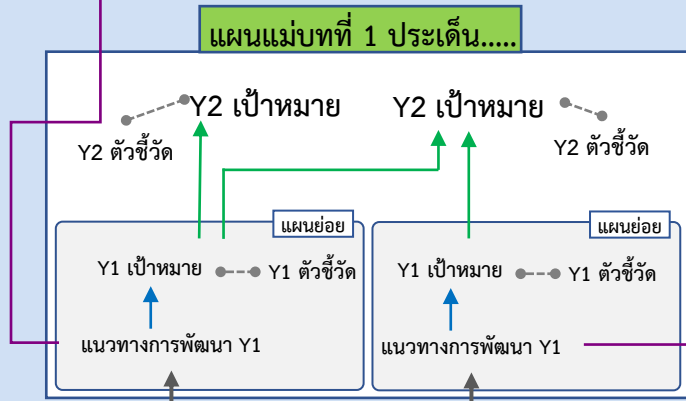 แผนแม่บทที่ 1 ประเด็น.....
Y2 เป้าหมาย
Y2 เป้าหมาย
Y2 ตัวชี้วัด
Y2 ตัวชี้วัด
แผนย่อย
แผนย่อย
Y1 เป้าหมาย
Y1 ตัวชี้วัด
Y1 เป้าหมาย
Y1 ตัวชี้วัด
แนวทางการพัฒนา Y1
แนวทางการพัฒนา Y1